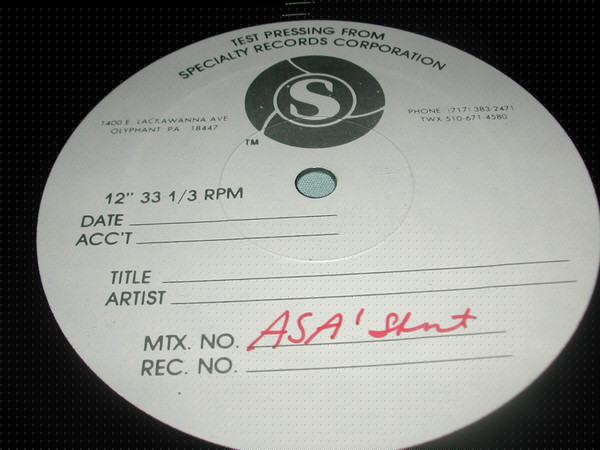 TEST PRESSING FROM
SPECIALTY RECORDS CORPORATION
S
1400 E. LACKAWANNA AVE
OLYPHANT PA 18447
PHONE (717) 383-2471
TWX 510-671-4580
TM
12" 33 1/3 RPM
DATE
ACC'T
TITLE
ARTIST
MTX. NO. ASA'
REC. NO.